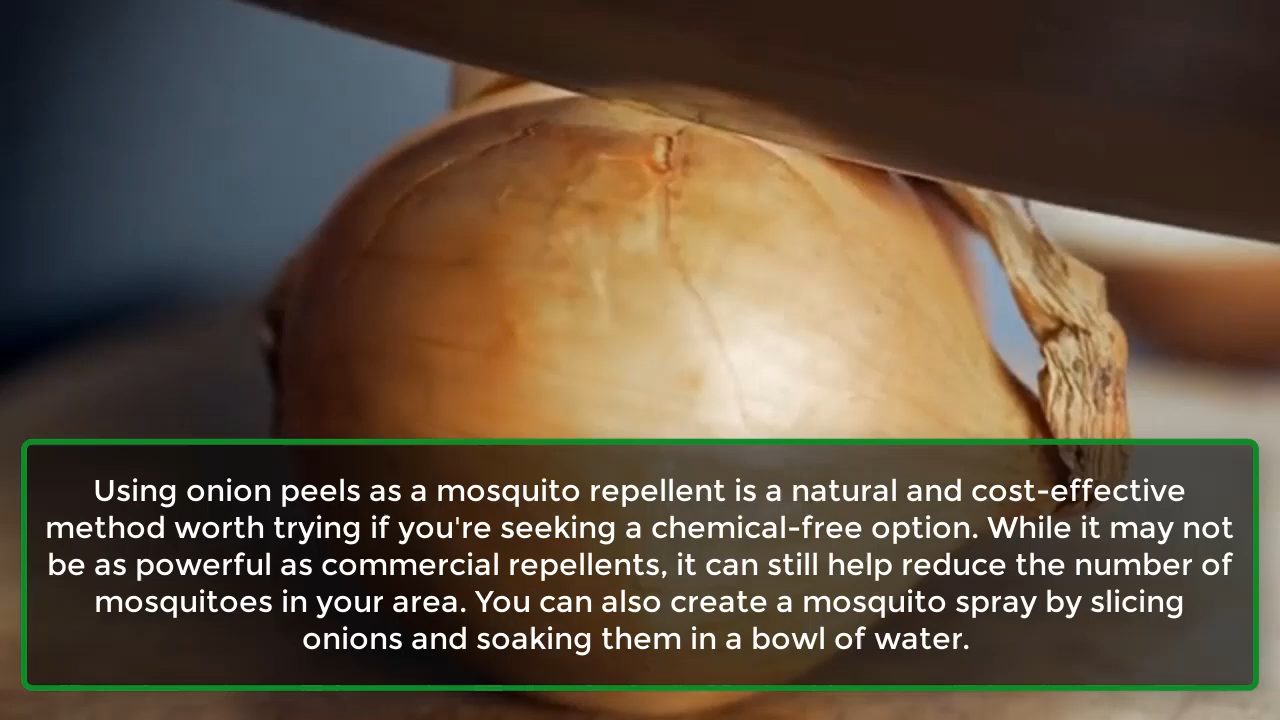 Using onion peels as a mosquito repellent is a natural and cost-effective
method worth trying if you're seeking a chemical-free option. While it may not
be as powerful as commercial repellents, it can still help reduce the number of
mosquitoes in your area. You can also create a mosquito spray by slicing
onions and soaking them in a bowl of water.